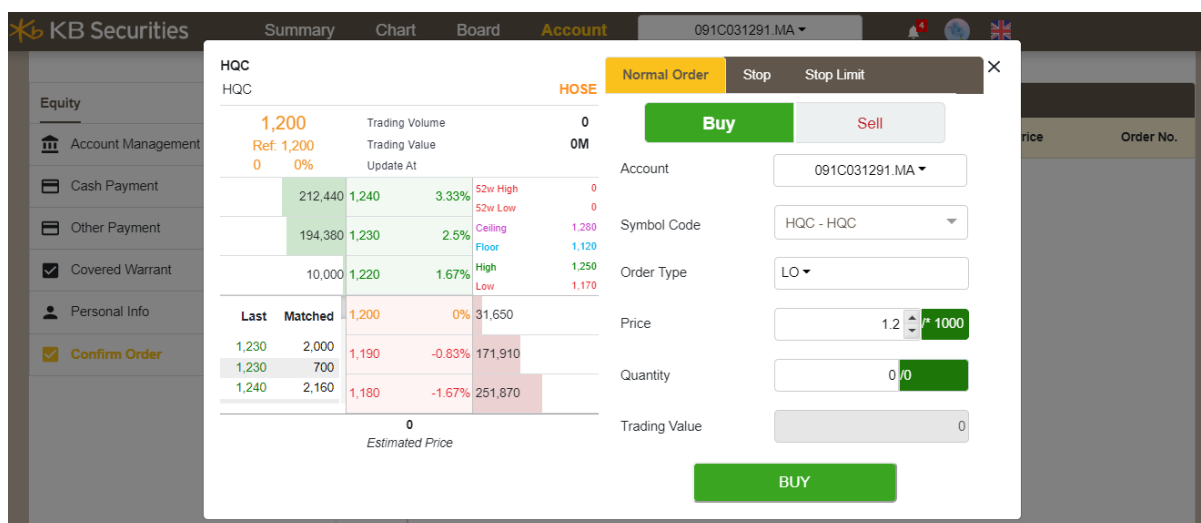 KB Securities Summary Chart Board Account 091C031291.MA 4
Equity
Account Management
Cash Payment
Other Payment
Covered Warrant
Personal Info
Confirm Order
HQC
HQC HOSE
1,200 Trading Volume 0
Ref: 1,200 Trading Value 0M
0 0% Update At
212,440 1,240 3.33% 52w High 0
52w Low 0
194,380 1,230 2.5% Ceiling 1,280
Floor 1,120
10,000 1,220 1.67% High 1,250
Low 1,170
Last Matched 1,200 0% 31,650
1,230 2,000 1,190 -0.83% 171,910
1,230 700
1,240 2,160 1,180 -1.67% 251,870
0
Estimated Price
Normal Order Stop Stop Limit
Buy Sell
Account 091C031291.MA
Symbol Code HQC - HQC
Order Type LO
Price 1.2 /* 1000
Quantity 0 /0
Trading Value 0
BUY
rice Order No.